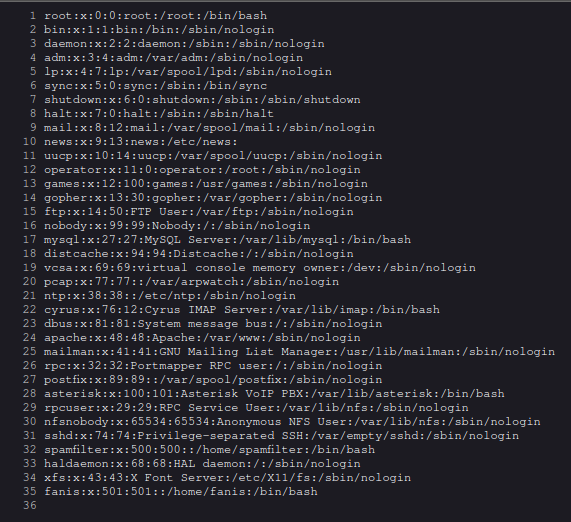 1 root:x:0:0:root:/root:/bin/bash
2 bin:x:1:1:bin:/bin:/sbin/nologin
3 daemon:x:2:2:daemon:/sbin:/sbin/nologin
4 adm:x:3:4:adm:/var/adm:/sbin/nologin
5 lp:x:4:7:lp:/var/spool/lpd:/sbin/nologin
6 sync:x:5:0:sync:/sbin:/bin/sync
7 shutdown:x:6:0:shutdown:/sbin:/sbin/shutdown
8 halt:x:7:0:halt:/sbin:/sbin/halt
9 mail:x:8:12:mail:/var/spool/mail:/sbin/nologin
10 news:x:9:13:news:/etc/news:
11 uucp:x:10:14:uucp:/var/spool/uucp:/sbin/nologin
12 operator:x:11:0:operator:/root:/sbin/nologin
13 games:x:12:100:games:/usr/games:/sbin/nologin
14 gopher:x:13:30:gopher:/var/gopher:/sbin/nologin
15 ftp:x:14:50:FTP User:/var/ftp:/sbin/nologin
16 nobody:x:99:99:Nobody:/:/sbin/nologin
17 mysql:x:27:27:MySQL Server:/var/lib/mysql:/bin/bash
18 distcache:x:94:94:Distcache:/:/sbin/nologin
19 vcsa:x:69:69:virtual console memory owner:/dev:/sbin/nologin
20 pcap:x:77:77::/var/arpwatch:/sbin/nologin
21 ntp:x:38:38::/etc/ntp:/sbin/nologin
22 cyrus:x:76:12:Cyrus IMAP Server:/var/lib/imap:/bin/bash
23 dbus:x:81:81:System message bus:/:/sbin/nologin
24 apache:x:48:48:Apache:/var/www:/sbin/nologin
25 mailman:x:41:41:GNU Mailing List Manager:/usr/lib/mailman:/sbin/nologin
26 rpc:x:32:32:Portmapper RPC user:/:/sbin/nologin
27 postfix:x:89:89::/var/spool/postfix:/sbin/nologin
28 asterisk:x:100:101:Asterisk VoIP PBX:/var/lib/asterisk:/bin/bash
29 rpcuser:x:29:29:RPC Service User:/var/lib/nfs:/sbin/nologin
30 nfsnobody:x:65534:65534:Anonymous NFS User:/var/lib/nfs:/sbin/nologin
31 sshd:x:74:74:Privilege-separated SSH:/var/empty/sshd:/sbin/nologin
32 spamfilter:x:500:500::/home/spamfilter:/bin/bash
33 haldaemon:x:68:68:HAL daemon:/:/sbin/nologin
34 xfs:x:43:43:X Font Server:/etc/X11/fs:/sbin/nologin
35 fanis:x:501:501::/home/fanis:/bin/bash
36